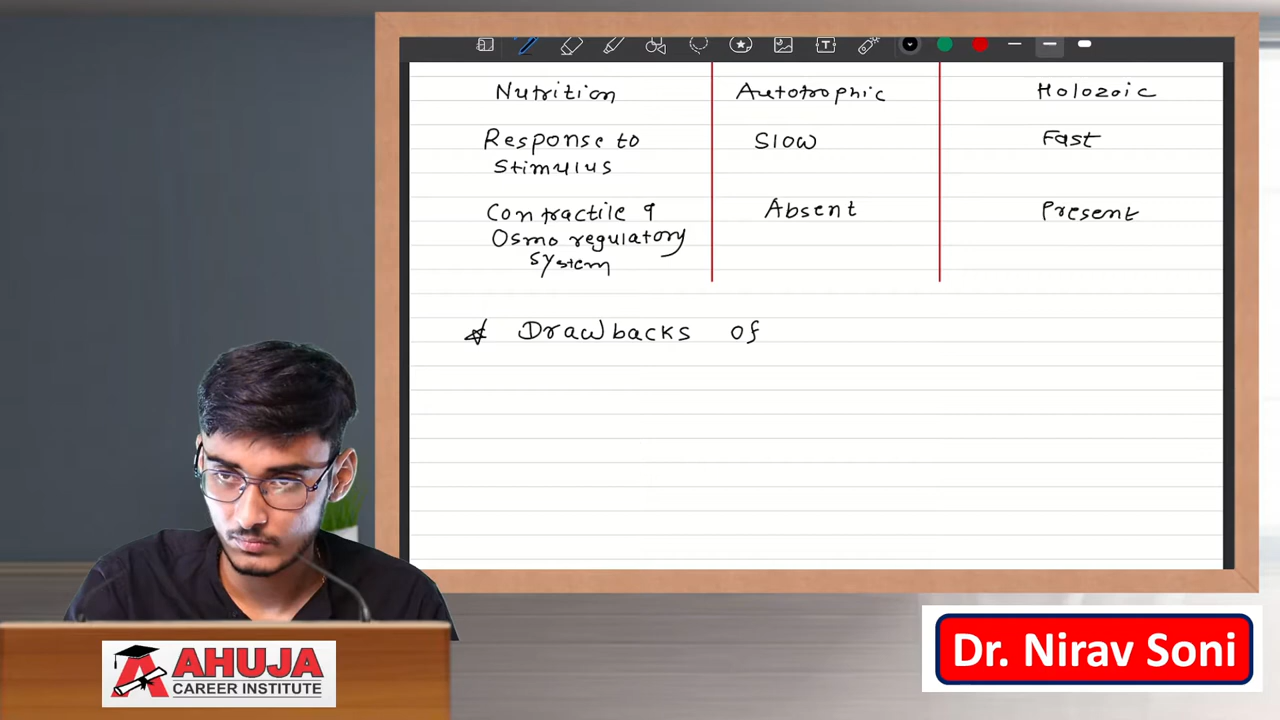 Nutrition Autotrophic Holozoic
Response to Slow Fast
Stimulus
Contractile & Absent Present
Osmo regulatory
System
Drawbacks of
AHUJA
CAREER INSTITUTE
Dr. Nirav Soni